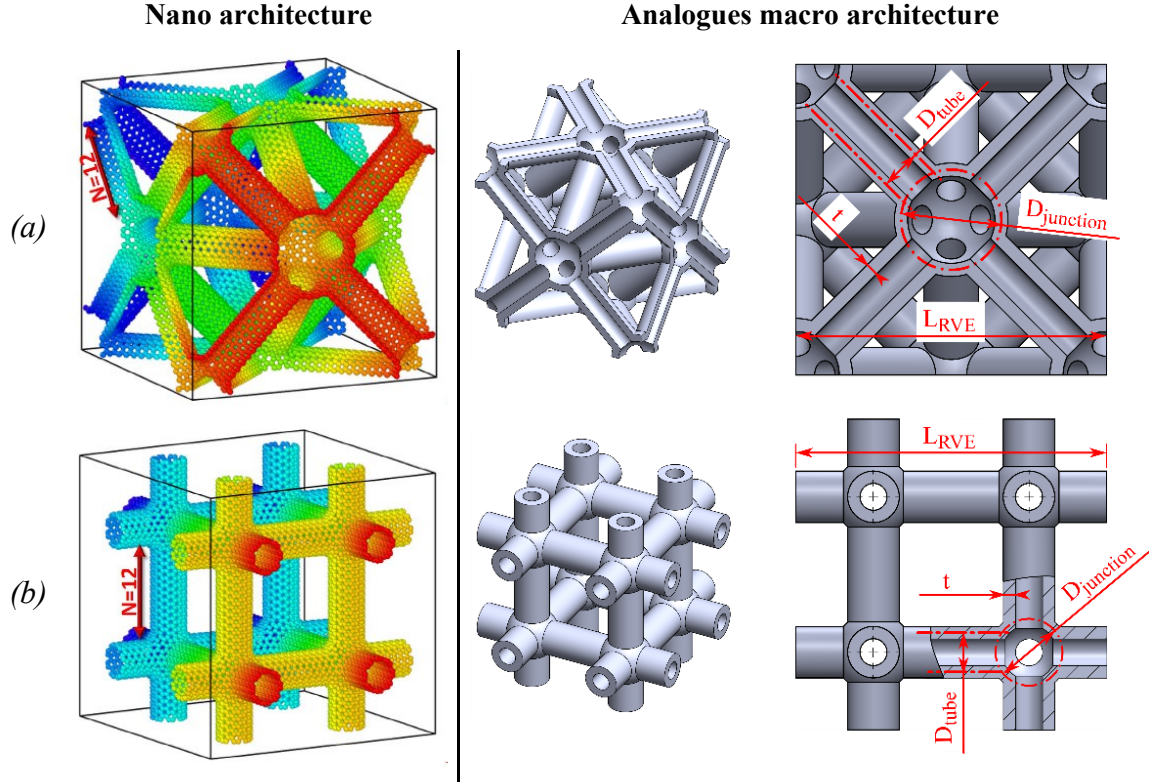 Nano architecture
Analogues macro architecture
(a)
N=12
Dtube
Djunction
t
LRVE
(b)
N=12
LRVE
t
Djunction
Dtube